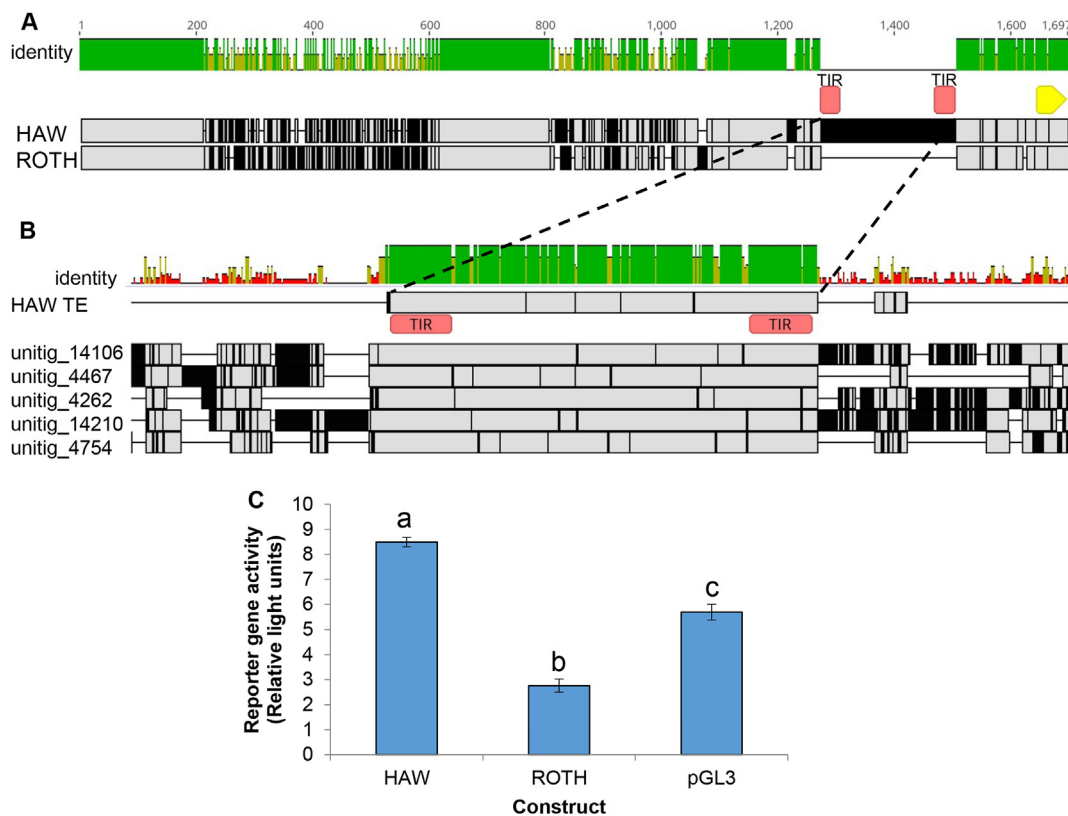 A
1 200 400 600 800 1,000 1,200 1,400 1,600 1,697
identity
TIR TIR
HAW
ROTH
B
identity
HAW TE
TIR TIR
unitig_14106
unitig_4467
unitig_4262
unitig_14210
unitig_4754
C
Reporter gene activity
(Relative light units)
10
9
8
7
6
5
4
3
2
1
0
a
b
c
HAW ROTH pGL3
Construct